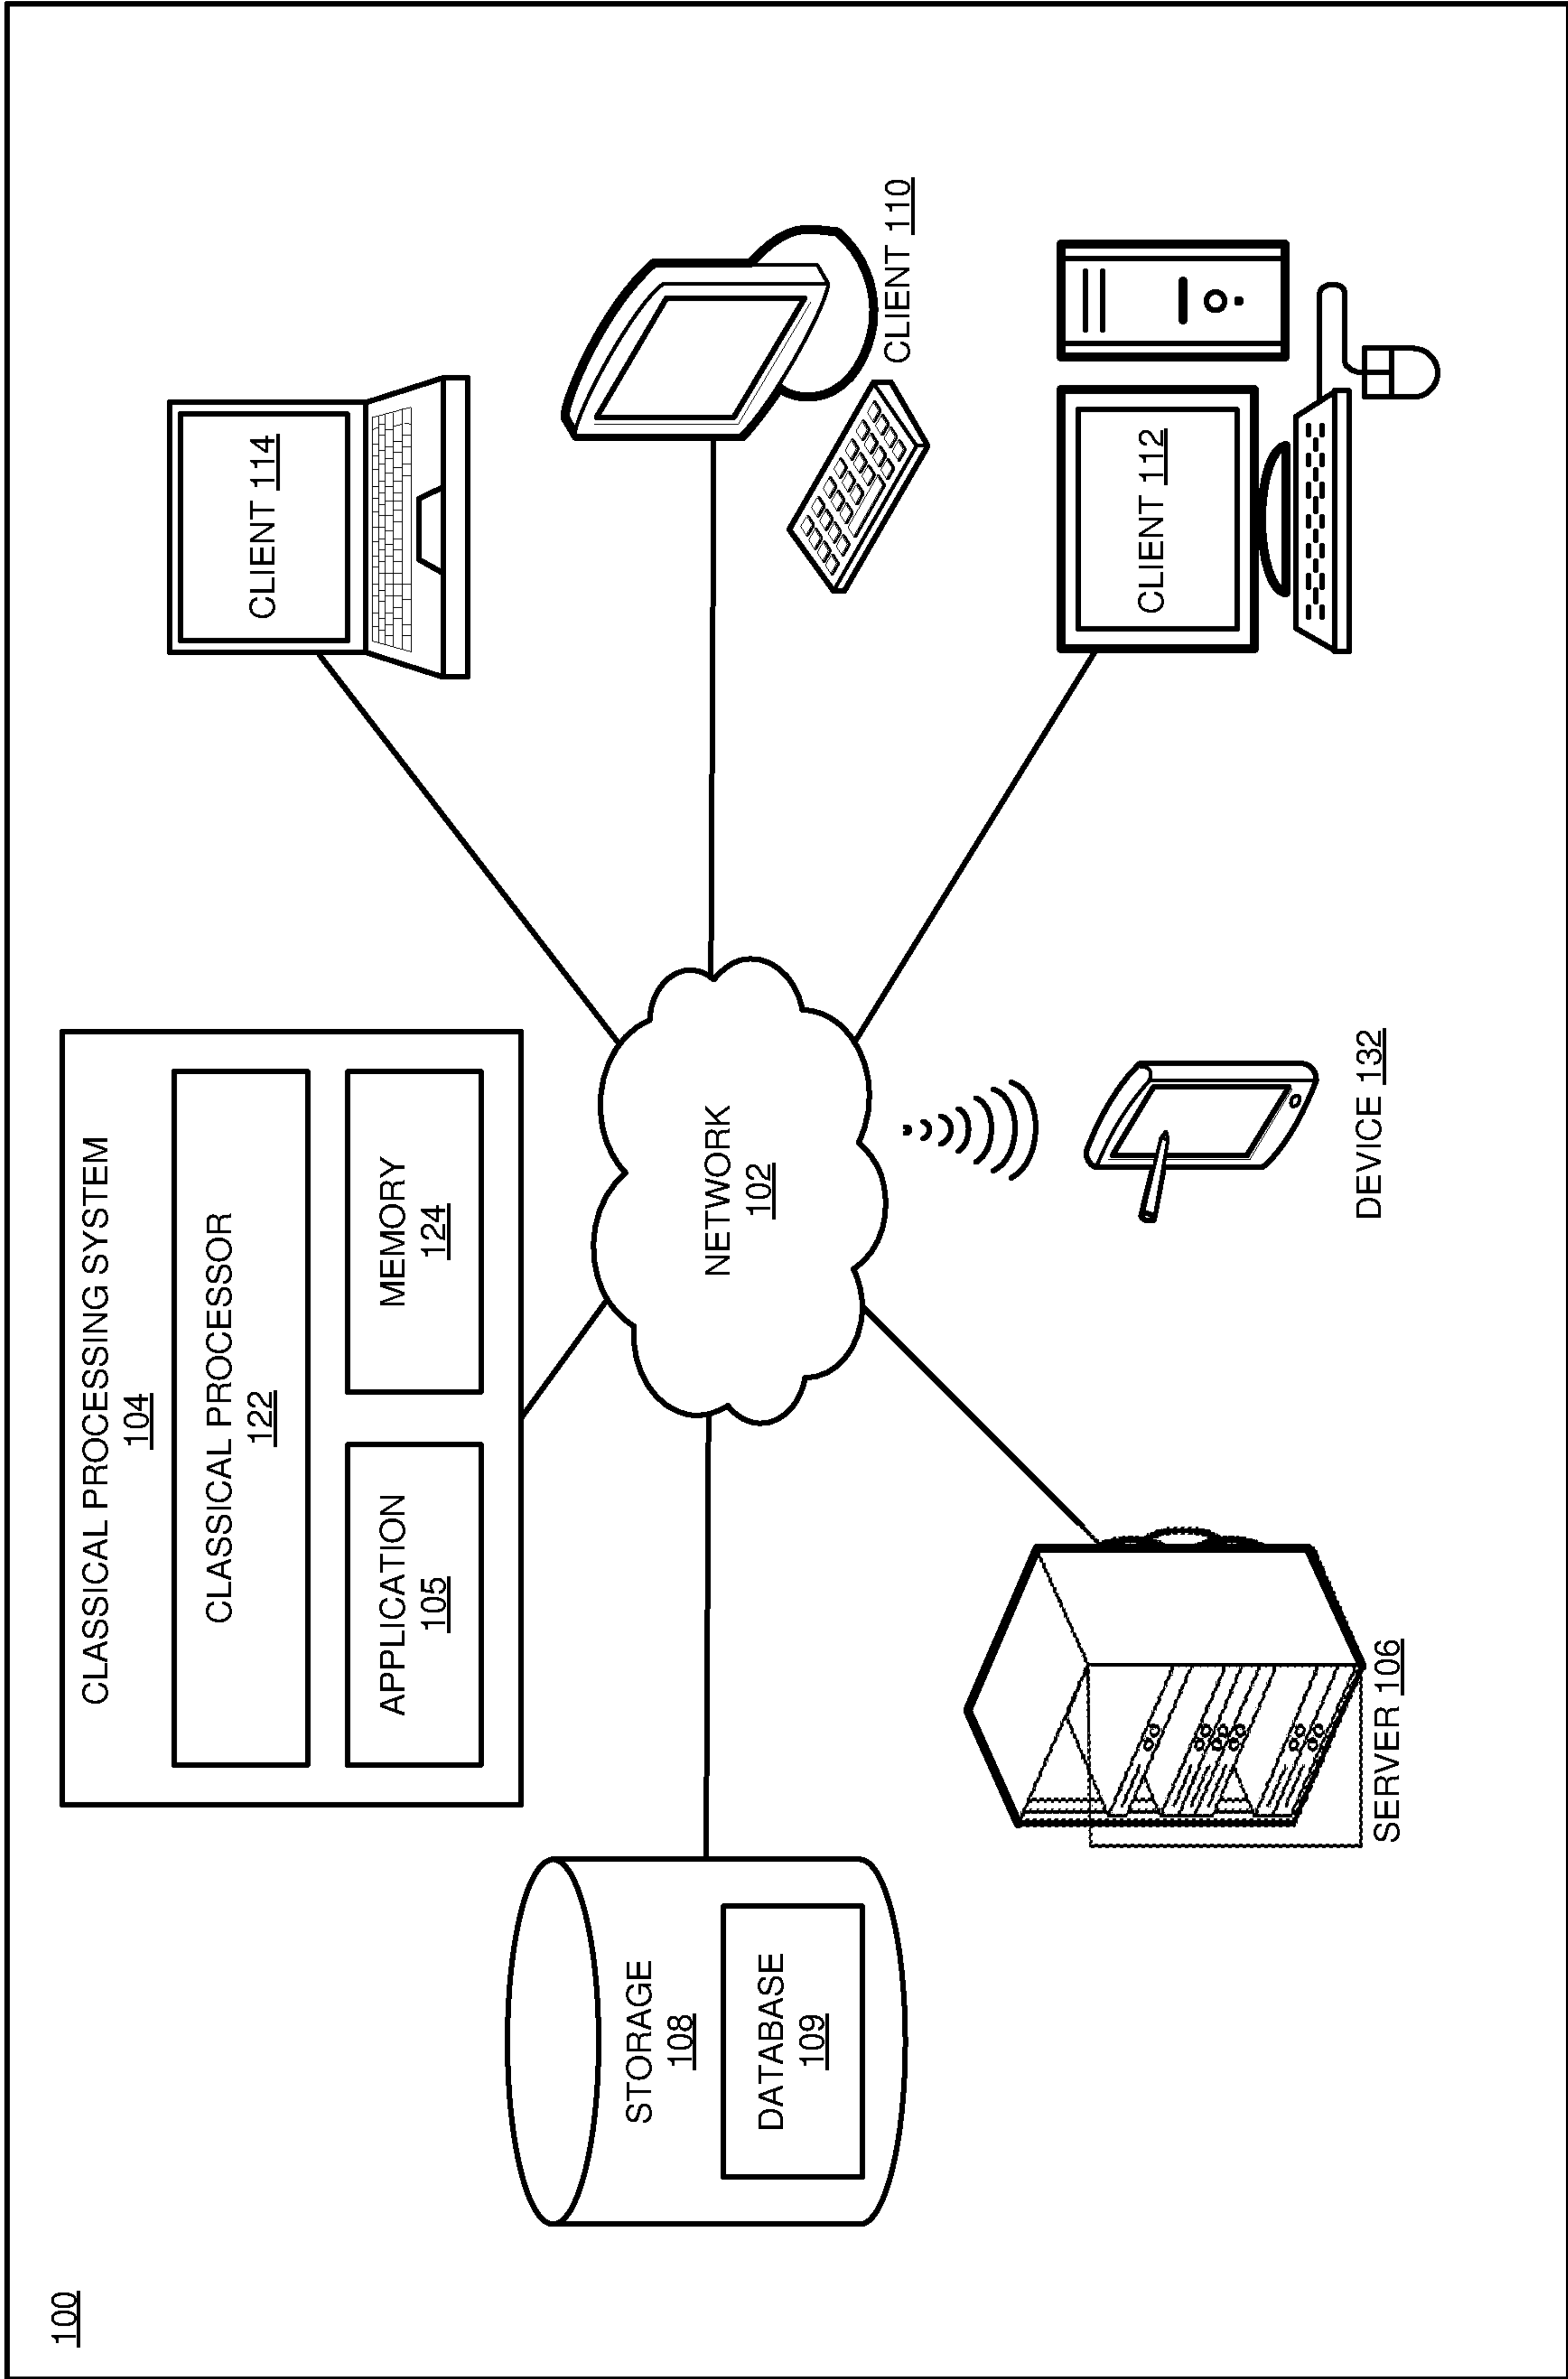 100
CLASSICAL PROCESSING SYSTEM
104
CLASSICAL PROCESSOR
122
APPLICATION
105
MEMORY
124
STORAGE
108
DATABASE
109
NETWORK
102
CLIENT 114
CLIENT 110
CLIENT 112
SERVER 106
DEVICE 132